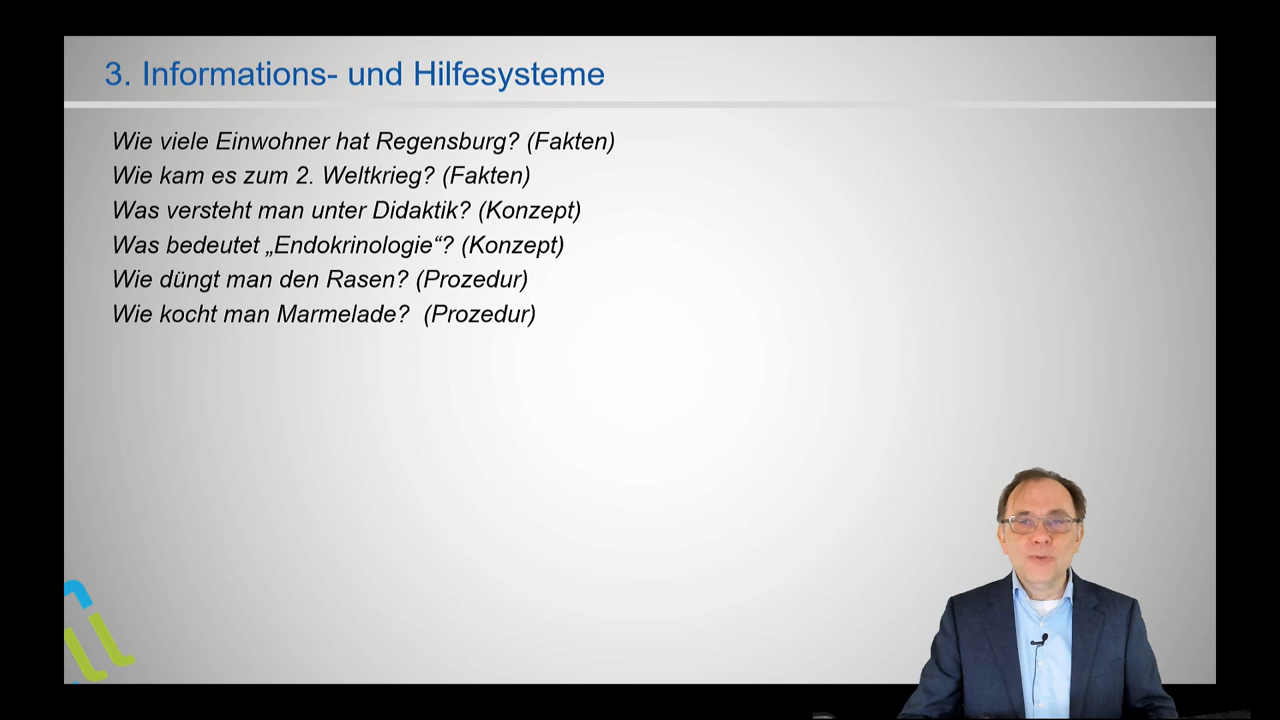 3. Informations- und Hilfesysteme
Wie viele Einwohner hat Regensburg? (Fakten)
Wie kam es zum 2. Weltkrieg? (Fakten)
Was versteht man unter Didaktik? (Konzept)
Was bedeutet „Endokrinologie“? (Konzept)
Wie düngt man den Rasen? (Prozedur)
Wie kocht man Marmelade?  (Prozedur)